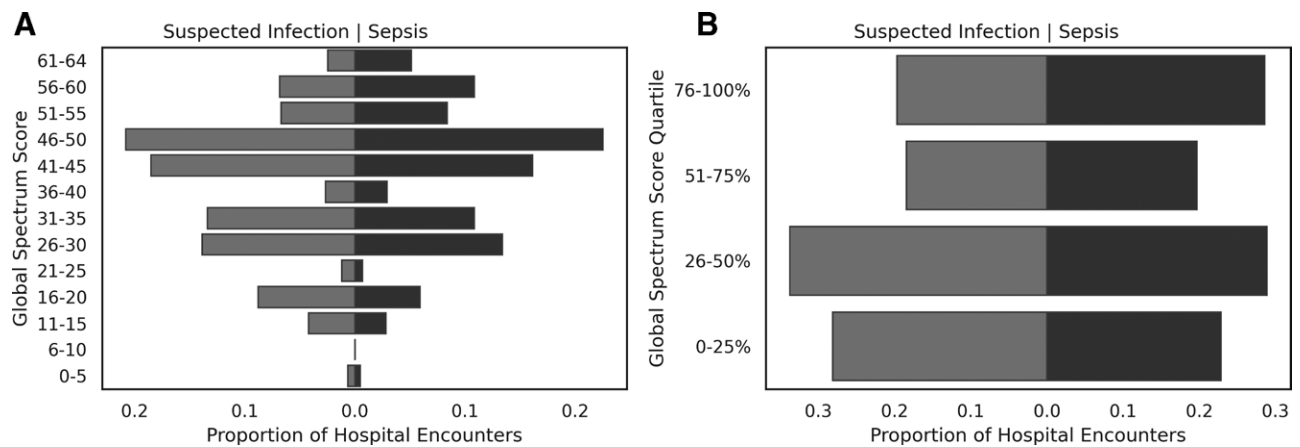 A
Suspected Infection | Sepsis
Global Spectrum Score
61-64
56-60
51-55
46-50
41-45
36-40
31-35
26-30
21-25
16-20
11-15
6-10
0-5
0.2 0.1 0.0 0.1 0.2
Proportion of Hospital Encounters
B
Suspected Infection | Sepsis
Global Spectrum Score Quartile
76-100%
51-75%
26-50%
0-25%
0.3 0.2 0.1 0.0 0.1 0.2 0.3
Proportion of Hospital Encounters